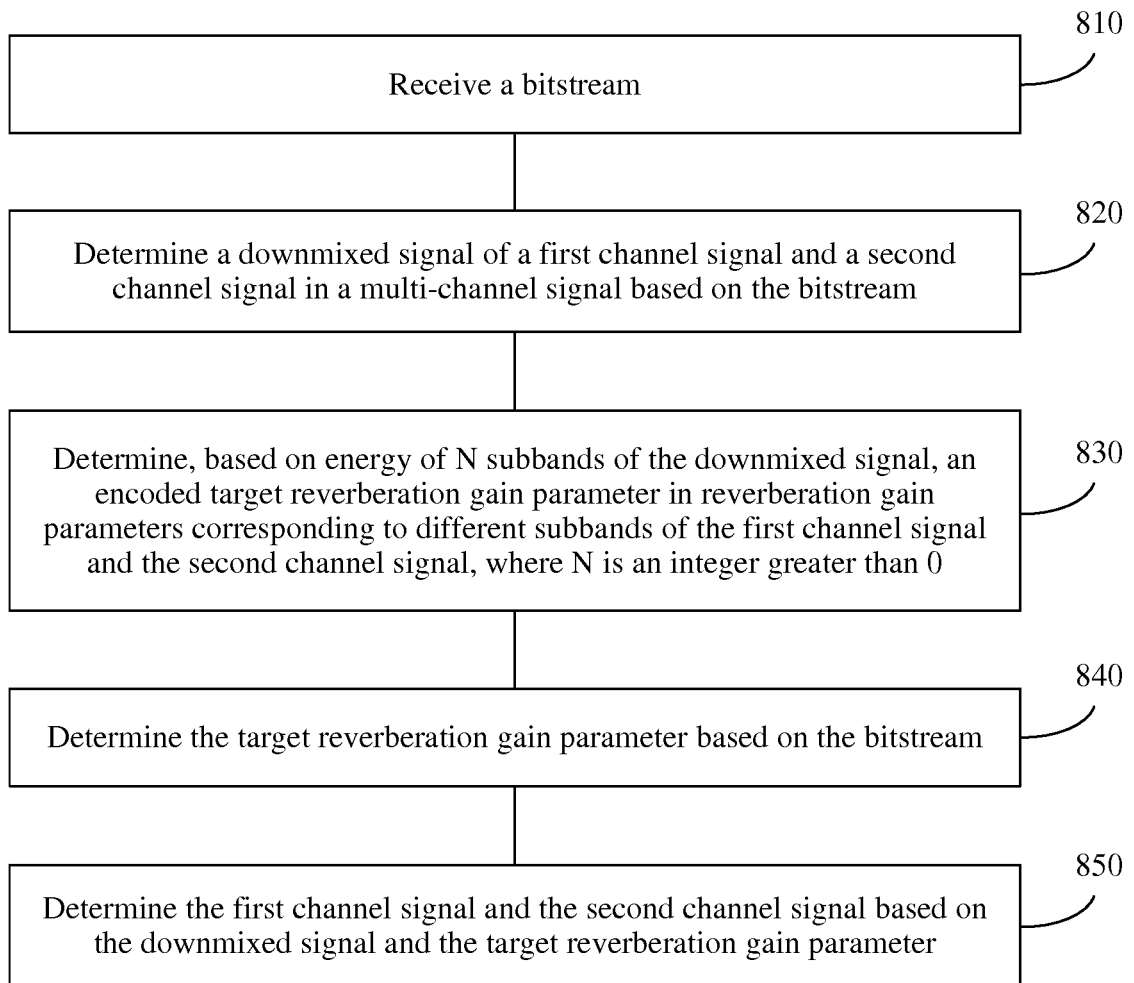 810
Receive a bitstream
820
Determine a downmixed signal of a first channel signal and a second
channel signal in a multi-channel signal based on the bitstream
830
Determine, based on energy of N subbands of the downmixed signal, an
encoded target reverberation gain parameter in reverberation gain
parameters corresponding to different subbands of the first channel signal
and the second channel signal, where N is an integer greater than 0
840
Determine the target reverberation gain parameter based on the bitstream
850
Determine the first channel signal and the second channel signal based on
the downmixed signal and the target reverberation gain parameter